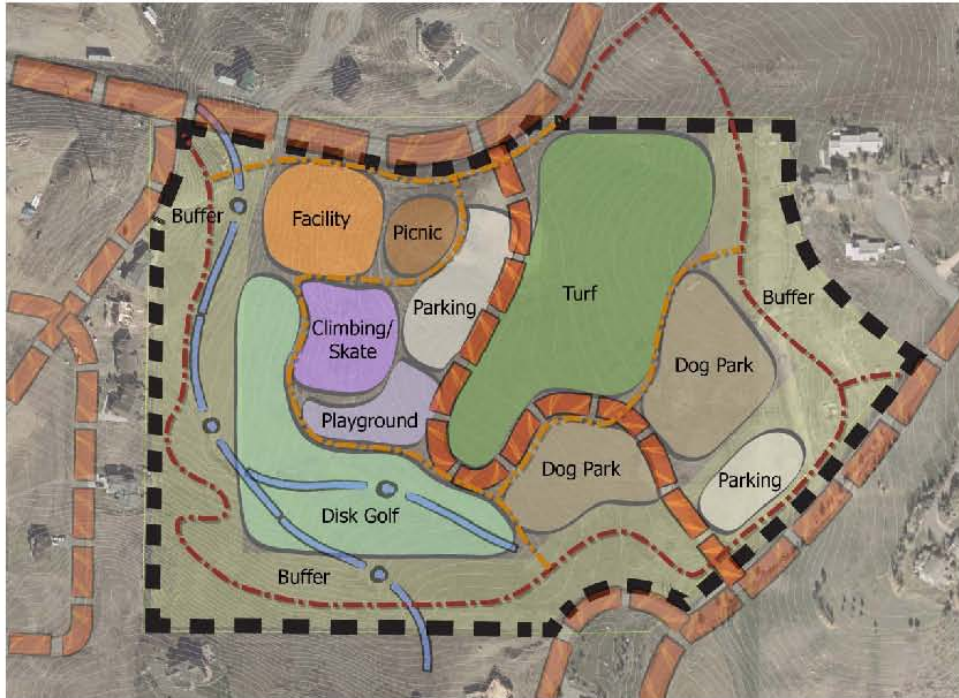 Buffer
Facility
Picnic
Parking
Turf
Buffer
Climbing/
Skate
Dog Park
Playground
Dog Park
Parking
Disk Golf
Buffer